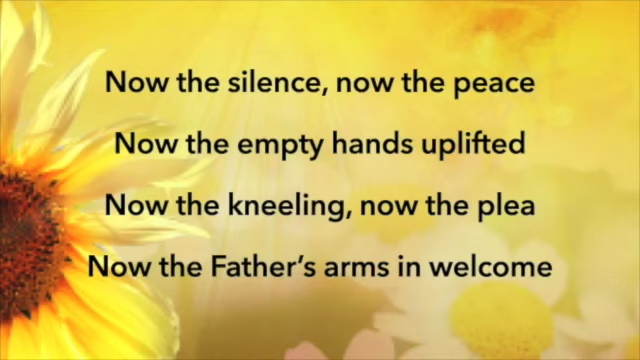 Now the silence, now the peace
Now the empty hands uplifted
Now the kneeling, now the plea
Now the Father’s arms in welcome